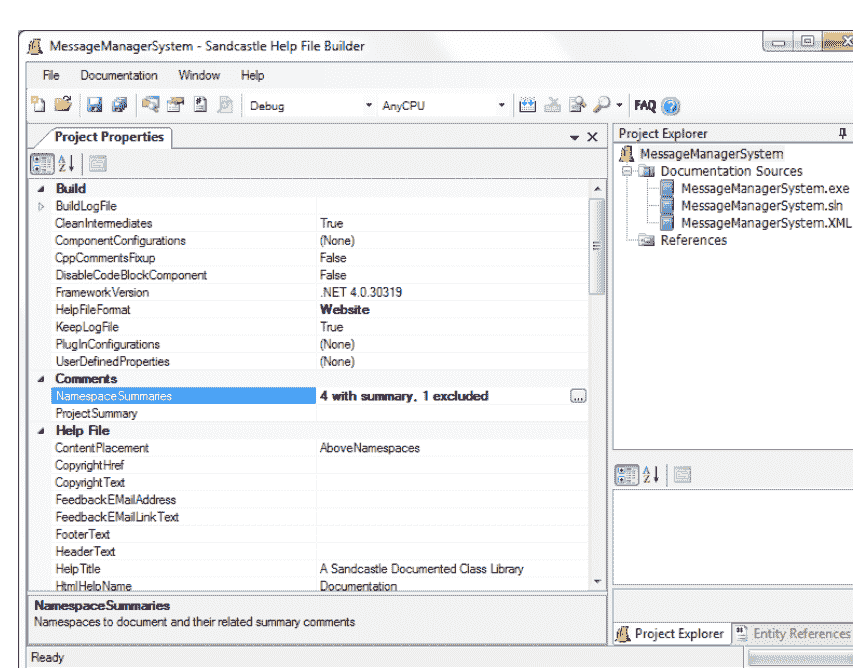 MessageManagerSystem - Sandcastle Help File Builder
File Documentation Window Help
Debug AnyCPU FAQ
Project Properties
Build
BuildLogFile
CleanIntermediates True
ComponentConfigurations (None)
CppCommentsFixup False
DisableCodeBlockComponent False
FrameworkVersion .NET 4.0.30319
HelpFileFormat Website
KeepLogFile True
PlugInConfigurations (None)
UserDefinedProperties (None)
Comments
NamespaceSummaries 4 with summary, 1 excluded ...
ProjectSummary
Help File
ContentPlacement AboveNamespaces
CopyrightHref
CopyrightText
FeedbackEMailAddress
FeedbackEMailLinkText
FooterText
HeaderText
HelpTitle A Sandcastle Documented Class Library
HtmlHelpName Documentation
NamespaceSummaries
Namespaces to document and their related summary comments
Project Explorer
MessageManagerSystem
Documentation Sources
MessageManagerSystem.exe
MessageManagerSystem.sln
MessageManagerSystem.XML
References
Project Explorer Entity References
Ready